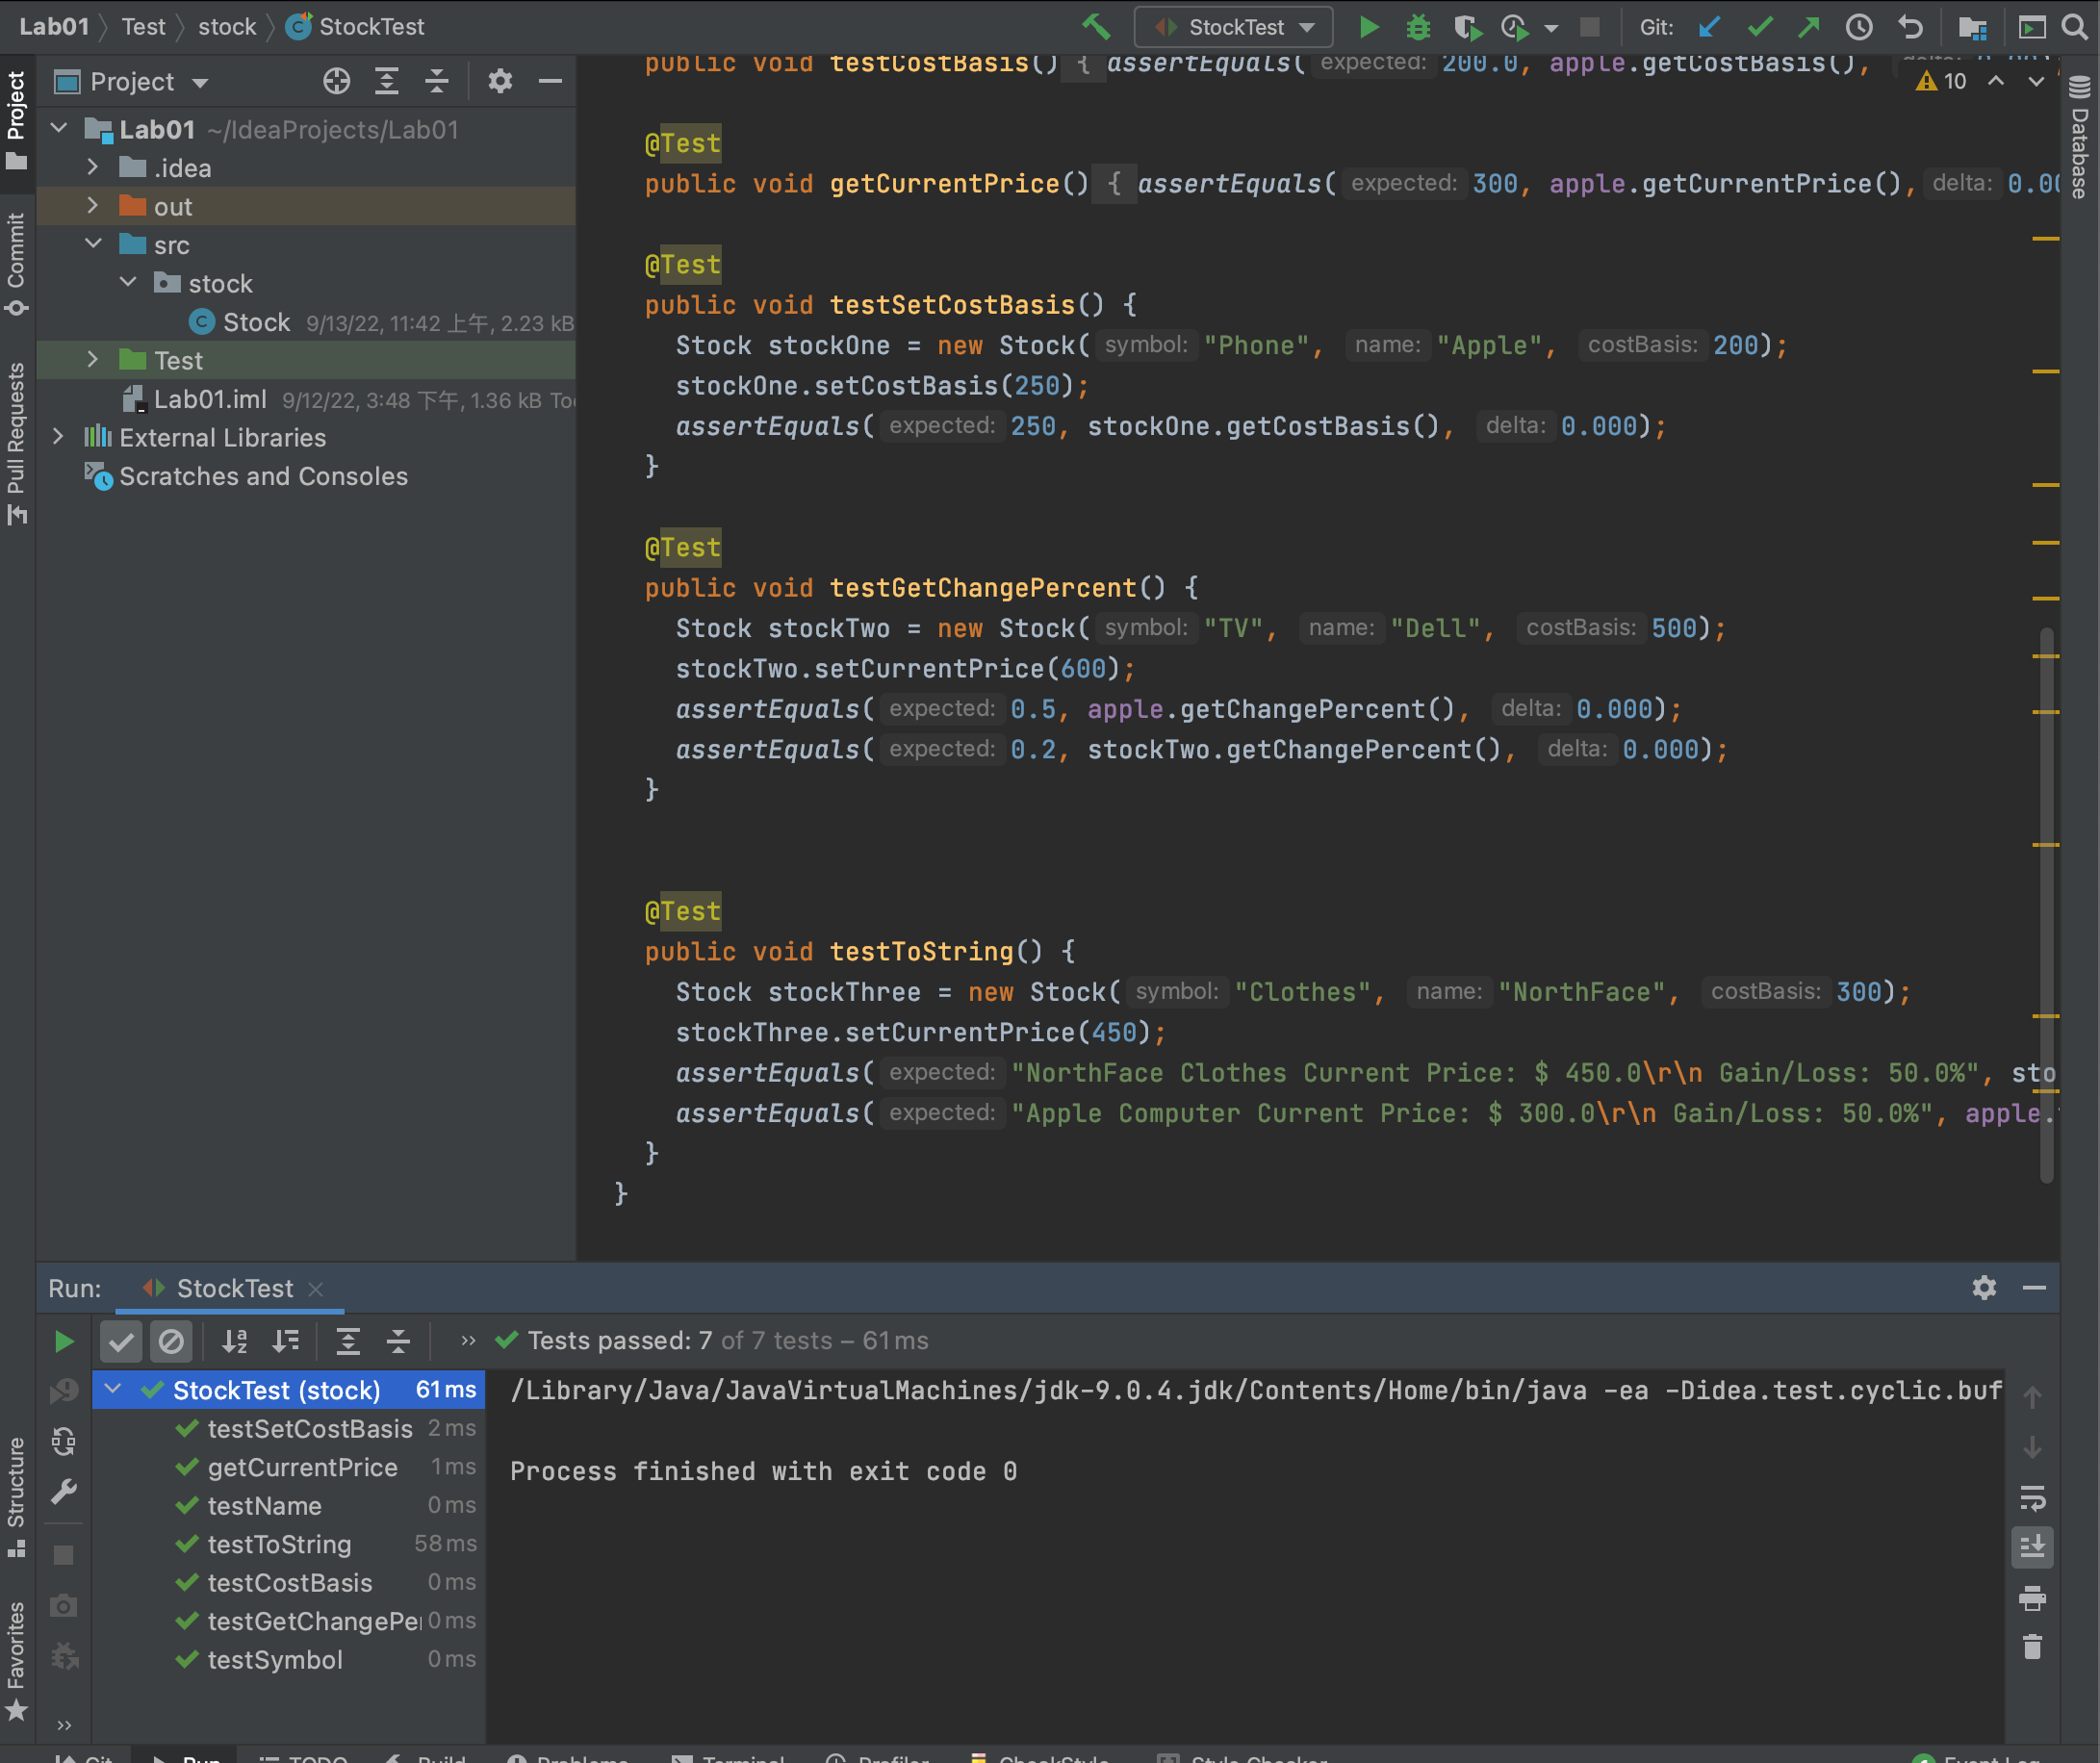 Lab01 Test stock StockTest
StockTest
Git:
Project
Project
Commit
Pull Requests
Structure
Favorites
Database
Lab01 ~/IdeaProjects/Lab01
.idea
out
src
stock
Stock 9/13/22, 11:42 上午, 2.23 kB
Test
Lab01.iml 9/12/22, 3:48 下午, 1.36 kB
External Libraries
Scratches and Consoles
10
public void testCostBasis() { assertEquals( expected: 200.0, apple.getCostBasis(),
@Test
public void getCurrentPrice() { assertEquals( expected: 300, apple.getCurrentPrice(), delta: 0.00
@Test
public void testSetCostBasis() {
Stock stockOne = new Stock( symbol: "Phone", name: "Apple", costBasis: 200);
stockOne.setCostBasis(250);
assertEquals( expected: 250, stockOne.getCostBasis(), delta: 0.000);
}
@Test
public void testGetChangePercent() {
Stock stockTwo = new Stock( symbol: "TV", name: "Dell", costBasis: 500);
stockTwo.setCurrentPrice(600);
assertEquals( expected: 0.5, apple.getChangePercent(), delta: 0.000);
assertEquals( expected: 0.2, stockTwo.getChangePercent(), delta: 0.000);
}
@Test
public void testToString() {
Stock stockThree = new Stock( symbol: "Clothes", name: "NorthFace", costBasis: 300);
stockThree.setCurrentPrice(450);
assertEquals( expected: "NorthFace Clothes Current Price: $ 450.0\r\n Gain/Loss: 50.0%", sto
assertEquals( expected: "Apple Computer Current Price: $ 300.0\r\n Gain/Loss: 50.0%", apple.
}
}
Run: StockTest
Tests passed: 7 of 7 tests – 61 ms
StockTest (stock) 61 ms
testSetCostBasis 2 ms
getCurrentPrice 1 ms
testName 0 ms
testToString 58 ms
testCostBasis 0 ms
testGetChangePe 0 ms
testSymbol 0 ms
/Library/Java/JavaVirtualMachines/jdk-9.0.4.jdk/Contents/Home/bin/java -ea -Didea.test.cyclic.buf
Process finished with exit code 0
Git Run TODO Build Problems Terminal Profiler CheckStyle Style Checker Event Log